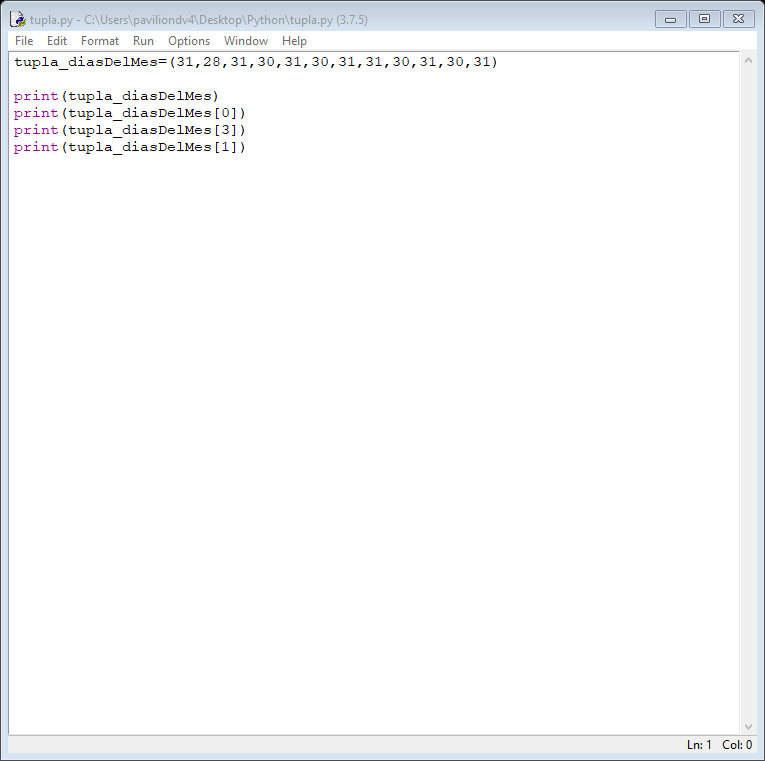 tupla.py - C:\Users\paviliondv4\Desktop\Python\tupla.py (3.7.5)
File Edit Format Run Options Window Help
tupla_diasDelMes=(31,28,31,30,31,30,31,31,30,31,30,31)
print(tupla_diasDelMes)
print(tupla_diasDelMes[0])
print(tupla_diasDelMes[3])
print(tupla_diasDelMes[1])
Ln: 1 Col: 0